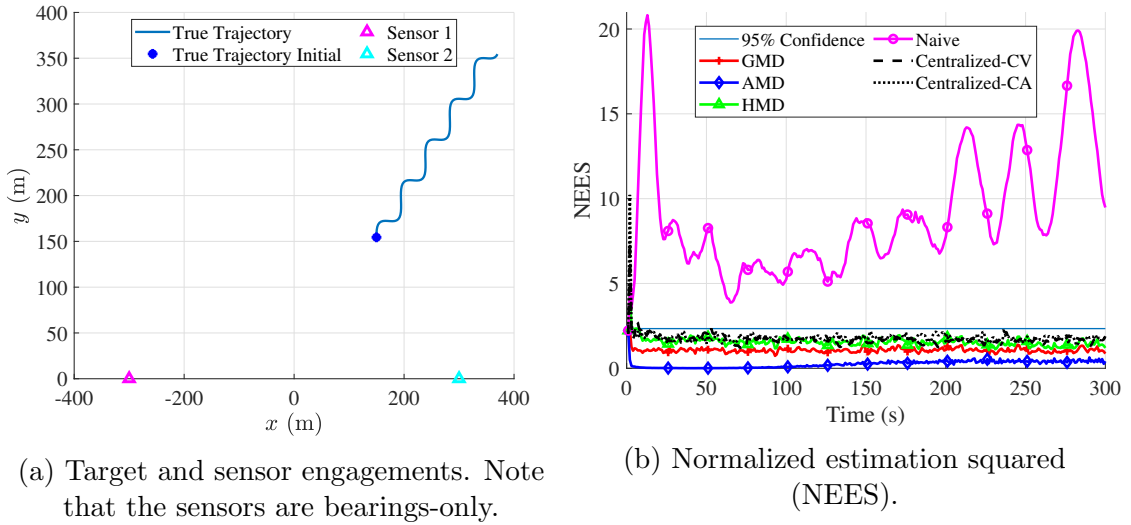 True Trajectory
True Trajectory Initial
Sensor 1
Sensor 2
400
350
300
250
200
150
100
50
0
y (m)
-400
-200
0
200
400
x (m)
(a) Target and sensor engagements. Note
that the sensors are bearings-only.
95% Confidence
GMD
AMD
HMD
Naive
Centralized-CV
Centralized-CA
20
15
10
5
0
NEES
0
50
100
150
200
250
300
Time (s)
(b) Normalized estimation squared
(NEES).